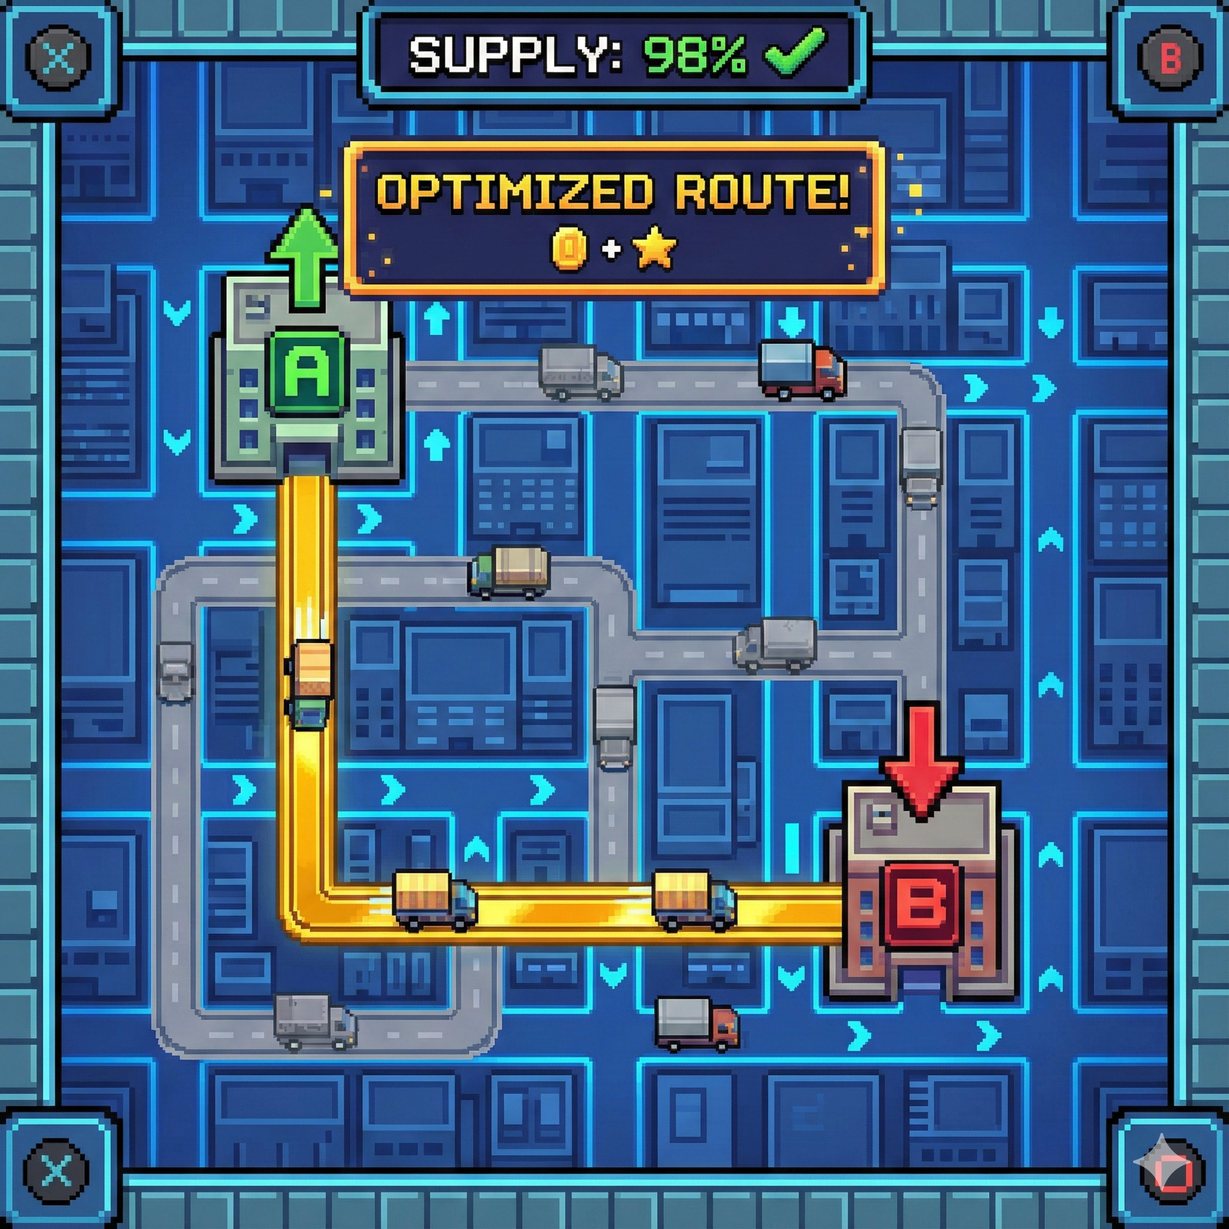 X
SUPPLY: 98%
B
OPTIMIZED ROUTE!
+
A
B
X